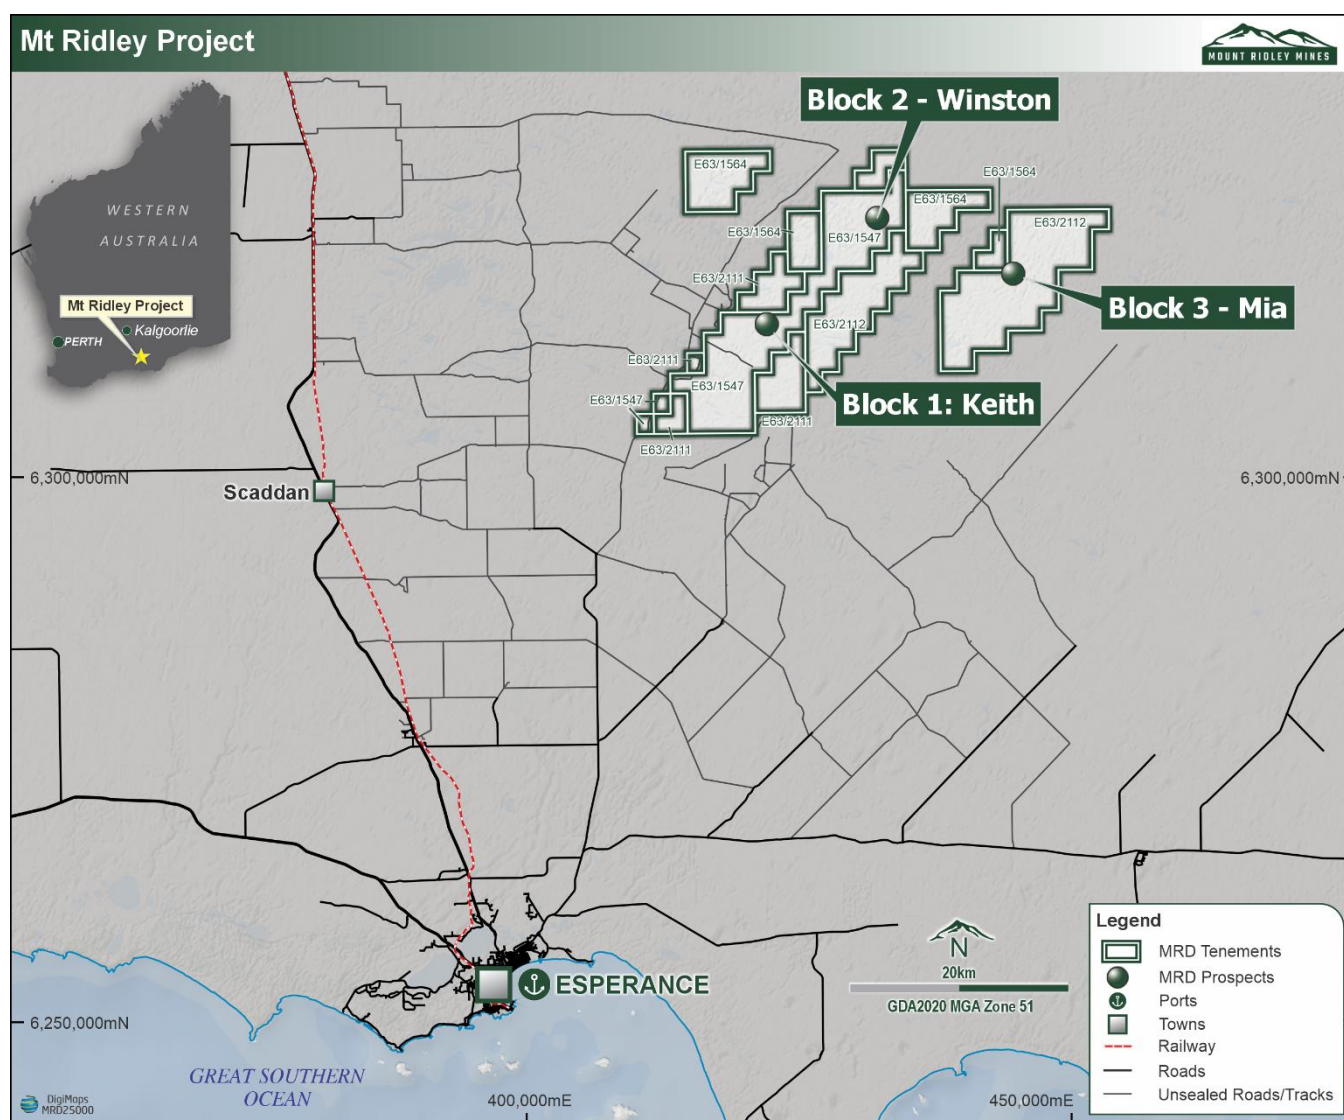 Mt Ridley Project
MOUNT RIDLEY MINES
WESTERN
AUSTRALIA
Mt Ridley Project
Kalgoorlie
PERTH
Block 2 - Winston
E63/1564
E63/1564
E63/1564
E63/2112
E63/1564
E63/1547
E63/2111
Block 3 - Mia
E63/2112
E63/2111
E63/1547
E63/1547
Block 1: Keith
E63/2111
E63/2111
6,300,000mN
6,300,000mN
Scaddan
ESPERANCE
N
20km
GDA2020 MGA Zone 51
6,250,000mN
GREAT SOUTHERN
OCEAN
400,000mE
450,000mE
Legend
MRD Tenements
MRD Prospects
Ports
Towns
Railway
Roads
Unsealed Roads/Tracks
DigiMaps
MRD25000